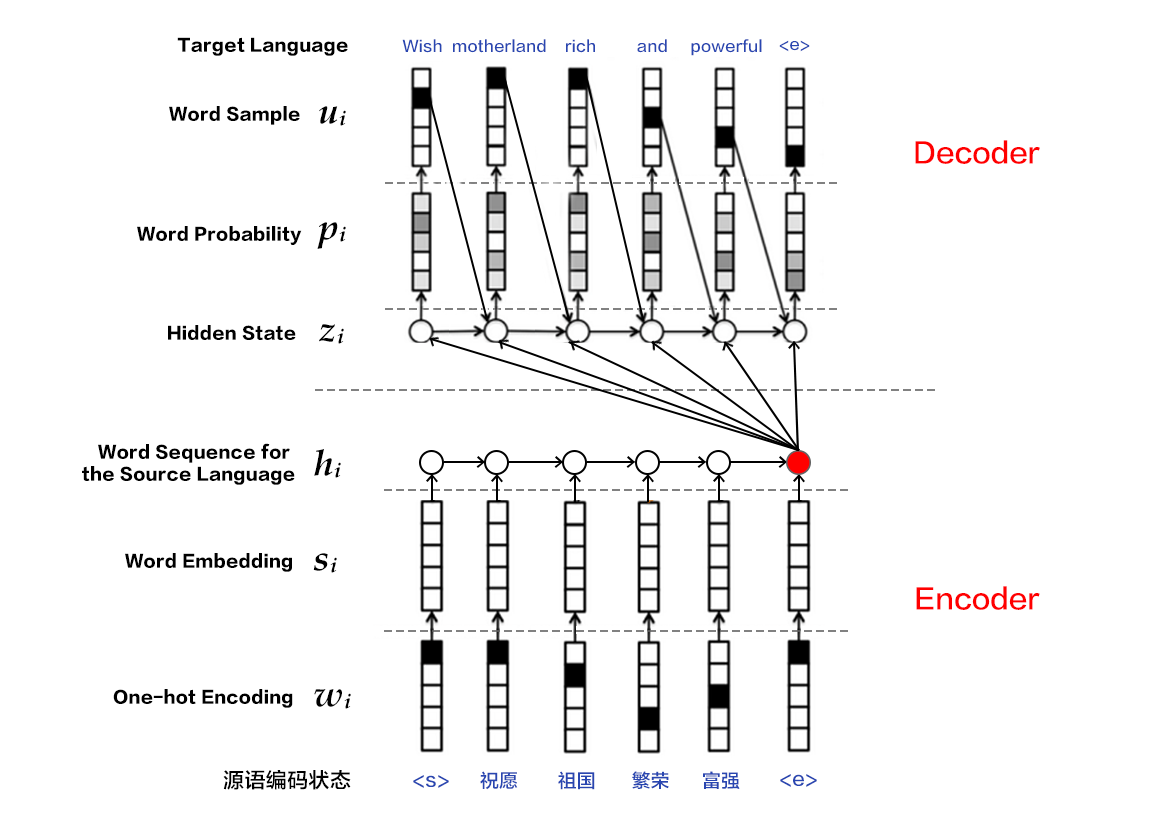 Target Language Wish motherland rich and powerful <e>
Word Sample u_i
Decoder
Word Probability p_i
Hidden State z_i
Word Sequence for
the Source Language h_i
Word Embedding s_i
Encoder
One-hot Encoding w_i
源语编码状态 <s> 祝愿 祖国 繁荣 富强 <e>